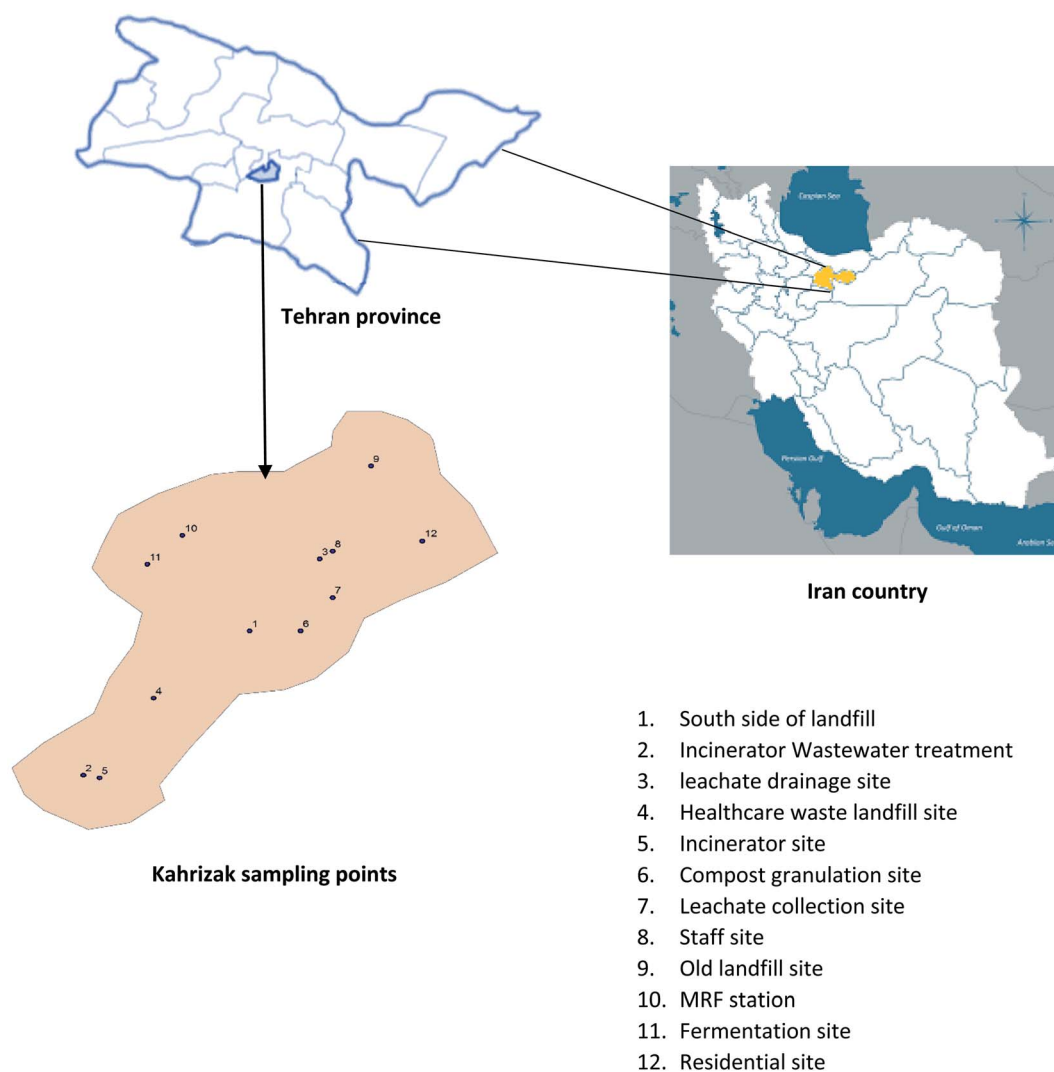 Caspian Sea
Tehran province
Persian Gulf
Gulf of Oman
Arabian Se
Iran country
9
10
12
8
3
11
7
1
6
4
2
5
Kahrizak sampling points
1. South side of landfill
2. Incinerator Wastewater treatment
3. leachate drainage site
4. Healthcare waste landfill site
5. Incinerator site
6. Compost granulation site
7. Leachate collection site
8. Staff site
9. Old landfill site
10. MRF station
11. Fermentation site
12. Residential site